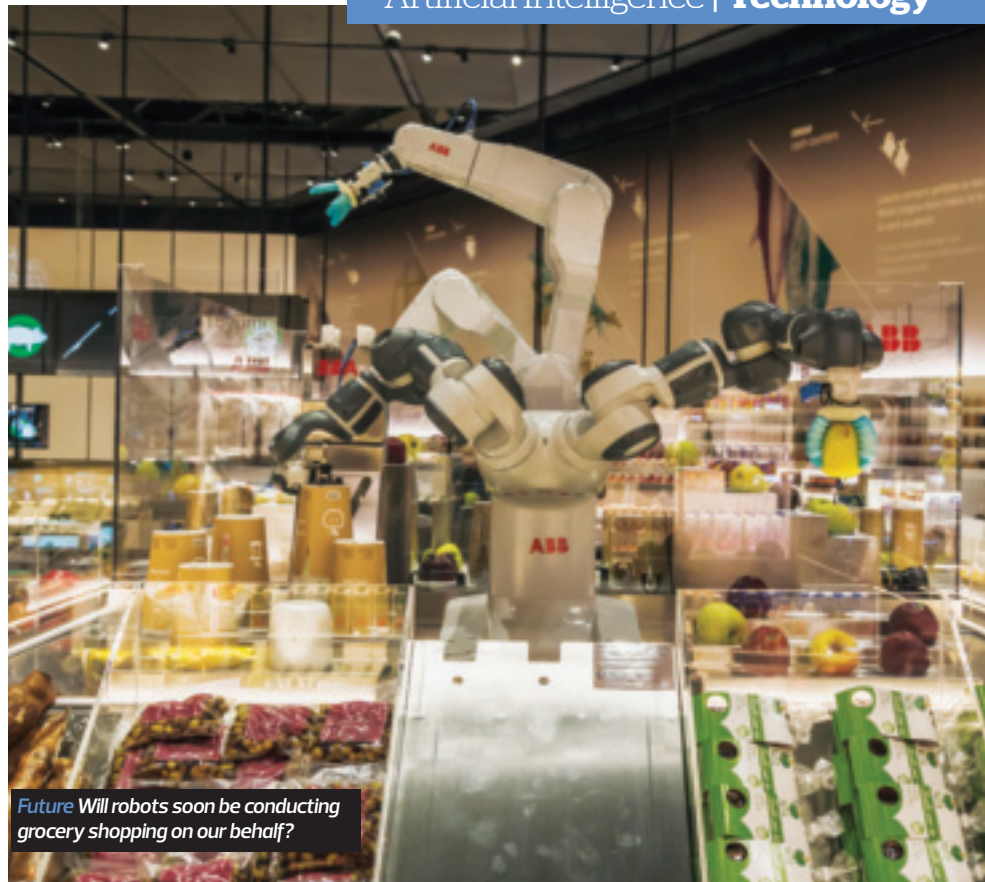 Artificial Intelligence | Technology
ABB
ABB
ABB
Future Will robots soon be conducting
grocery shopping on our behalf?